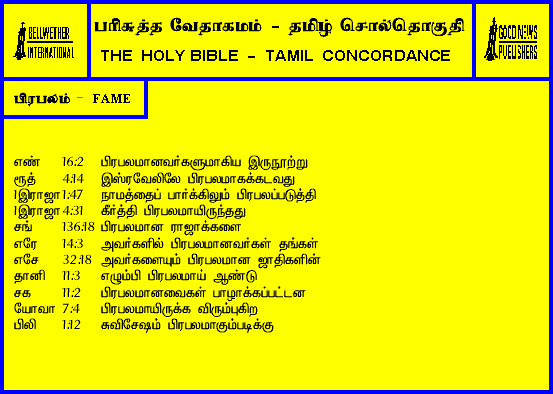 BELLWETHER
INTERNATIONAL
பரிசுத்த வேதாகமம் - தமிழ் சொல்தொகுதி
THE HOLY BIBLE - TAMIL CONCORDANCE
GOOD NEWS
PUBLISHERS
பிரபலம் - FAME
எண் 16:2 பிரபலமானவர்களுமாகிய இருநூற்று
ரூத் 4:14 இஸ்ரவேலிலே பிரபலமாகக்கடவது
1இராஜா 1:47 நாமத்தைப் பார்க்கிலும் பிரபலப்படுத்தி
1இராஜா 4:31 கீர்த்தி பிரபலமாயிருந்தது
சங் 136:18 பிரபலமான ராஜாக்களை
எரே 14:3 அவர்களில் பிரபலமானவர்கள் தங்கள்
எசே 32:18 அவர்களையும் பிரபலமான ஜாதிகளின்
தானி 11:3 எழும்பி பிரபலமாய் ஆண்டு
சக 11:2 பிரபலமானவைகள் பாழாக்கப்பட்டன
யோவா 7:4 பிரபலமாயிருக்க விரும்புகிற
பிலி 1:12 சுவிசேஷம் பிரபலமாகும்படிக்கு